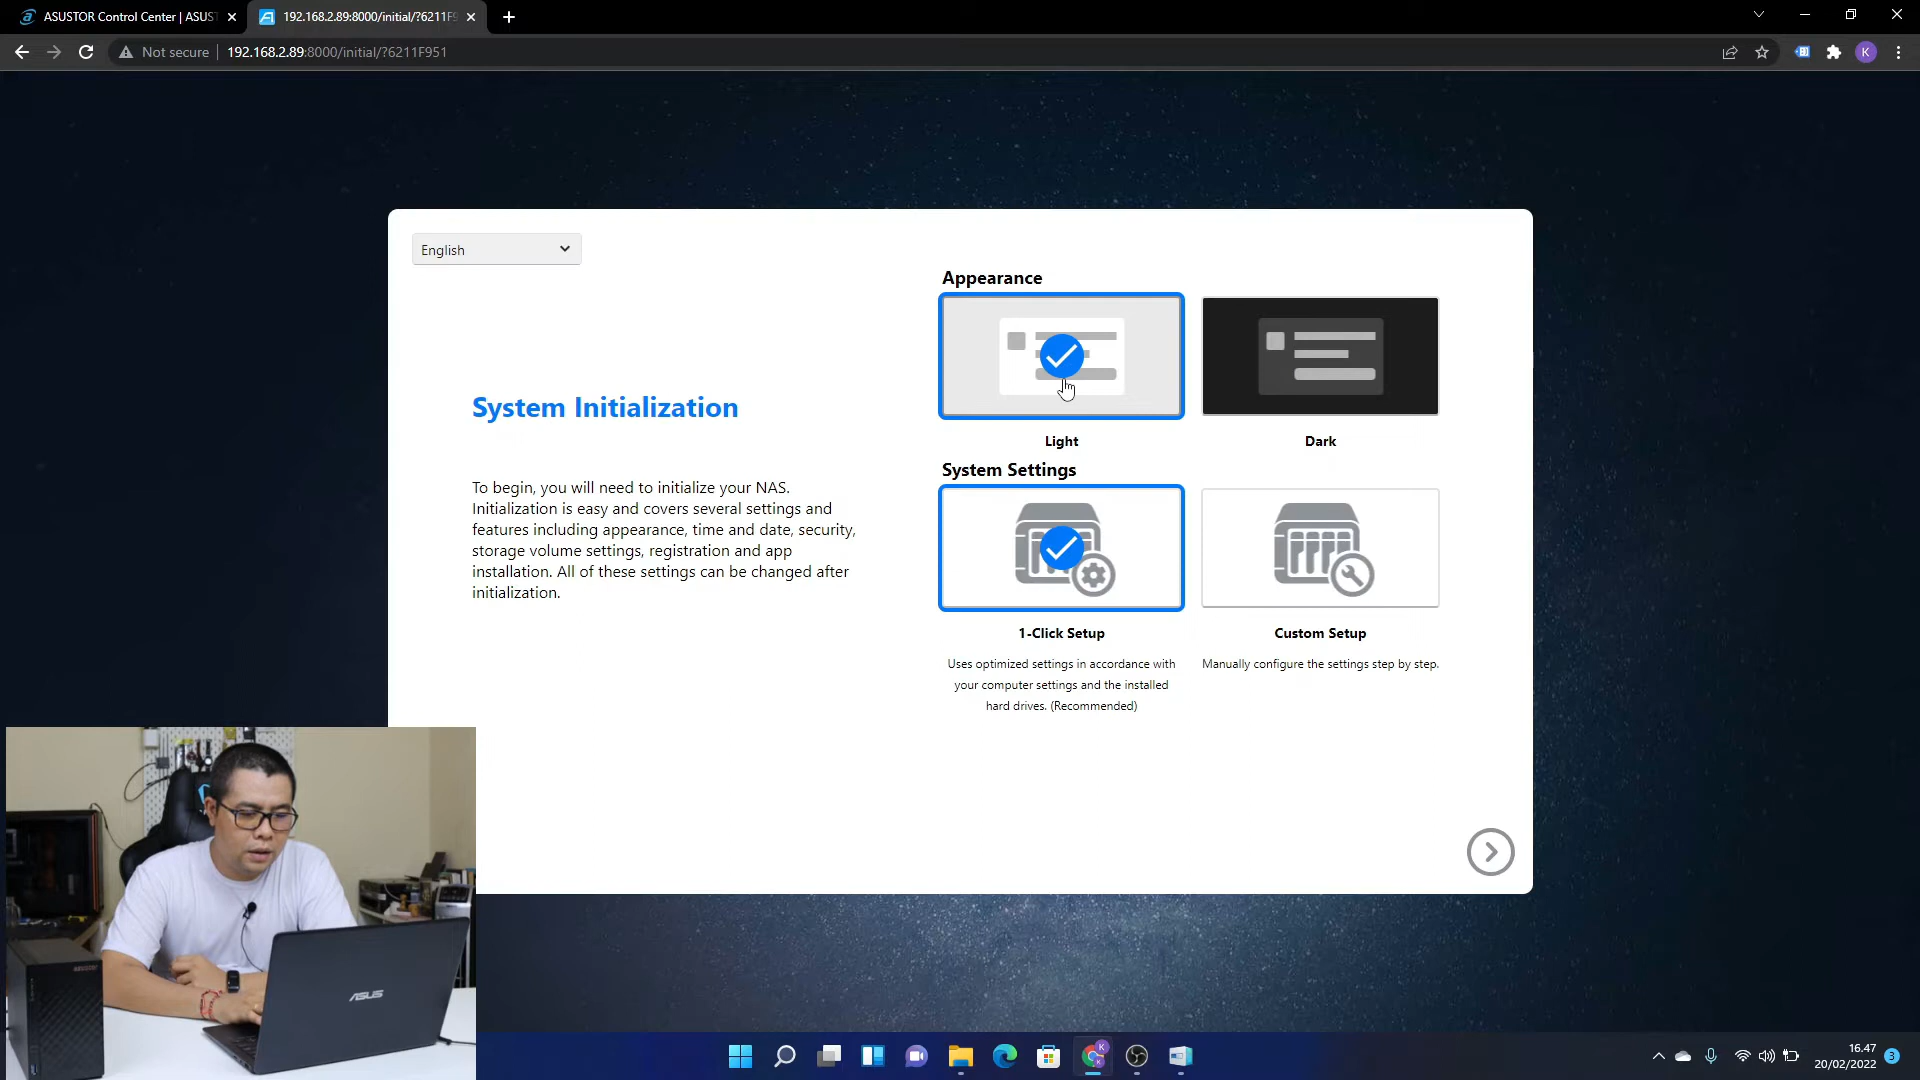 ASUSTOR Control Center | ASUST
192.168.2.89:8000/initial/?6211F9
Not secure
192.168.2.89:8000/initial/?6211F951
K
English
Appearance
Light
Dark
System Initialization
To begin, you will need to initialize your NAS.
Initialization is easy and covers several settings and
features including appearance, time and date, security,
storage volume settings, registration and app
installation. All of these settings can be changed after
initialization.
System Settings
1-Click Setup
Custom Setup
Uses optimized settings in accordance with
your computer settings and the installed
hard drives. (Recommended)
Manually configure the settings step by step.
asustor
ASUS
K
16.47
20/02/2022
3